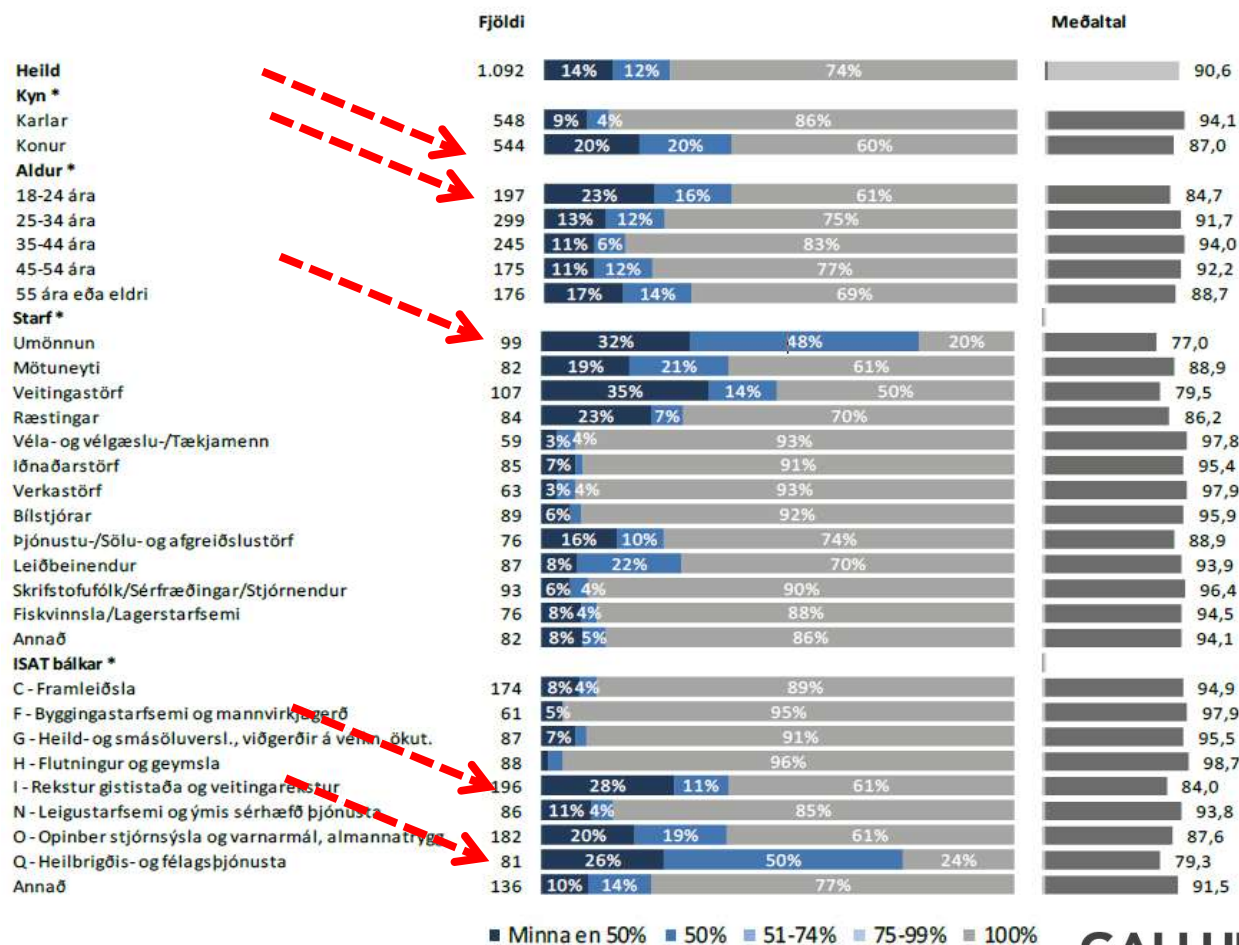 Fjöldi Meðaltal
Heild 1.092 14% 12% 74% 90,6
Kyn *
Karlar 548 9% 4% 86% 94,1
Konur 544 20% 20% 60% 87,0
Aldur *
18-24 ára 197 23% 16% 61% 84,7
25-34 ára 299 13% 12% 75% 91,7
35-44 ára 245 11% 6% 83% 94,0
45-54 ára 175 11% 12% 77% 92,2
55 ára eða eldri 176 17% 14% 69% 88,7
Starf *
Umönnun 99 32% 48% 20% 77,0
Mötuneyti 82 19% 21% 61% 88,9
Veitingastörf 107 35% 14% 50% 79,5
Ræstingar 84 23% 7% 70% 86,2
Véla- og vélgæslu-/Tækjamenn 59 3% 4% 93% 97,8
Iðnaðarstörf 85 7% 91% 95,4
Verkastörf 63 3% 4% 93% 97,9
Bílstjórar 89 6% 92% 95,9
Þjónustu-/Sölu- og afgreiðslustörf 76 16% 10% 74% 88,9
Leiðbeinendur 87 8% 22% 70% 93,9
Skrifstofufólk/Sérfræðingar/Stjórnendur 93 6% 4% 90% 96,4
Fiskvinnsla/Lagerstarfsemi 76 8% 4% 88% 94,5
Annað 82 8% 5% 86% 94,1
ISAT bálkar *
C - Framleiðsla 174 8% 4% 89% 94,9
F - Byggingastarfsemi og mannvirkjagerð 61 5% 95% 97,9
G - Heild- og smásöluversl., viðgerðir á vélkn. ökut. 87 7% 91% 95,5
H - Flutningur og geymsla 88 96% 98,7
I - Rekstur gististaða og veitingarekstur 196 28% 11% 61% 84,0
N - Leigustarfsemi og ýmis sérhæfð þjónusta 86 11% 4% 85% 93,8
O - Opinber stjórnsýsla og varnarmál, almannatrygg. 182 20% 19% 61% 87,6
Q - Heilbrigðis- og félagsþjónusta 81 26% 50% 24% 79,3
Annað 136 10% 14% 77% 91,5
Minna en 50% 50% 51-74% 75-99% 100%